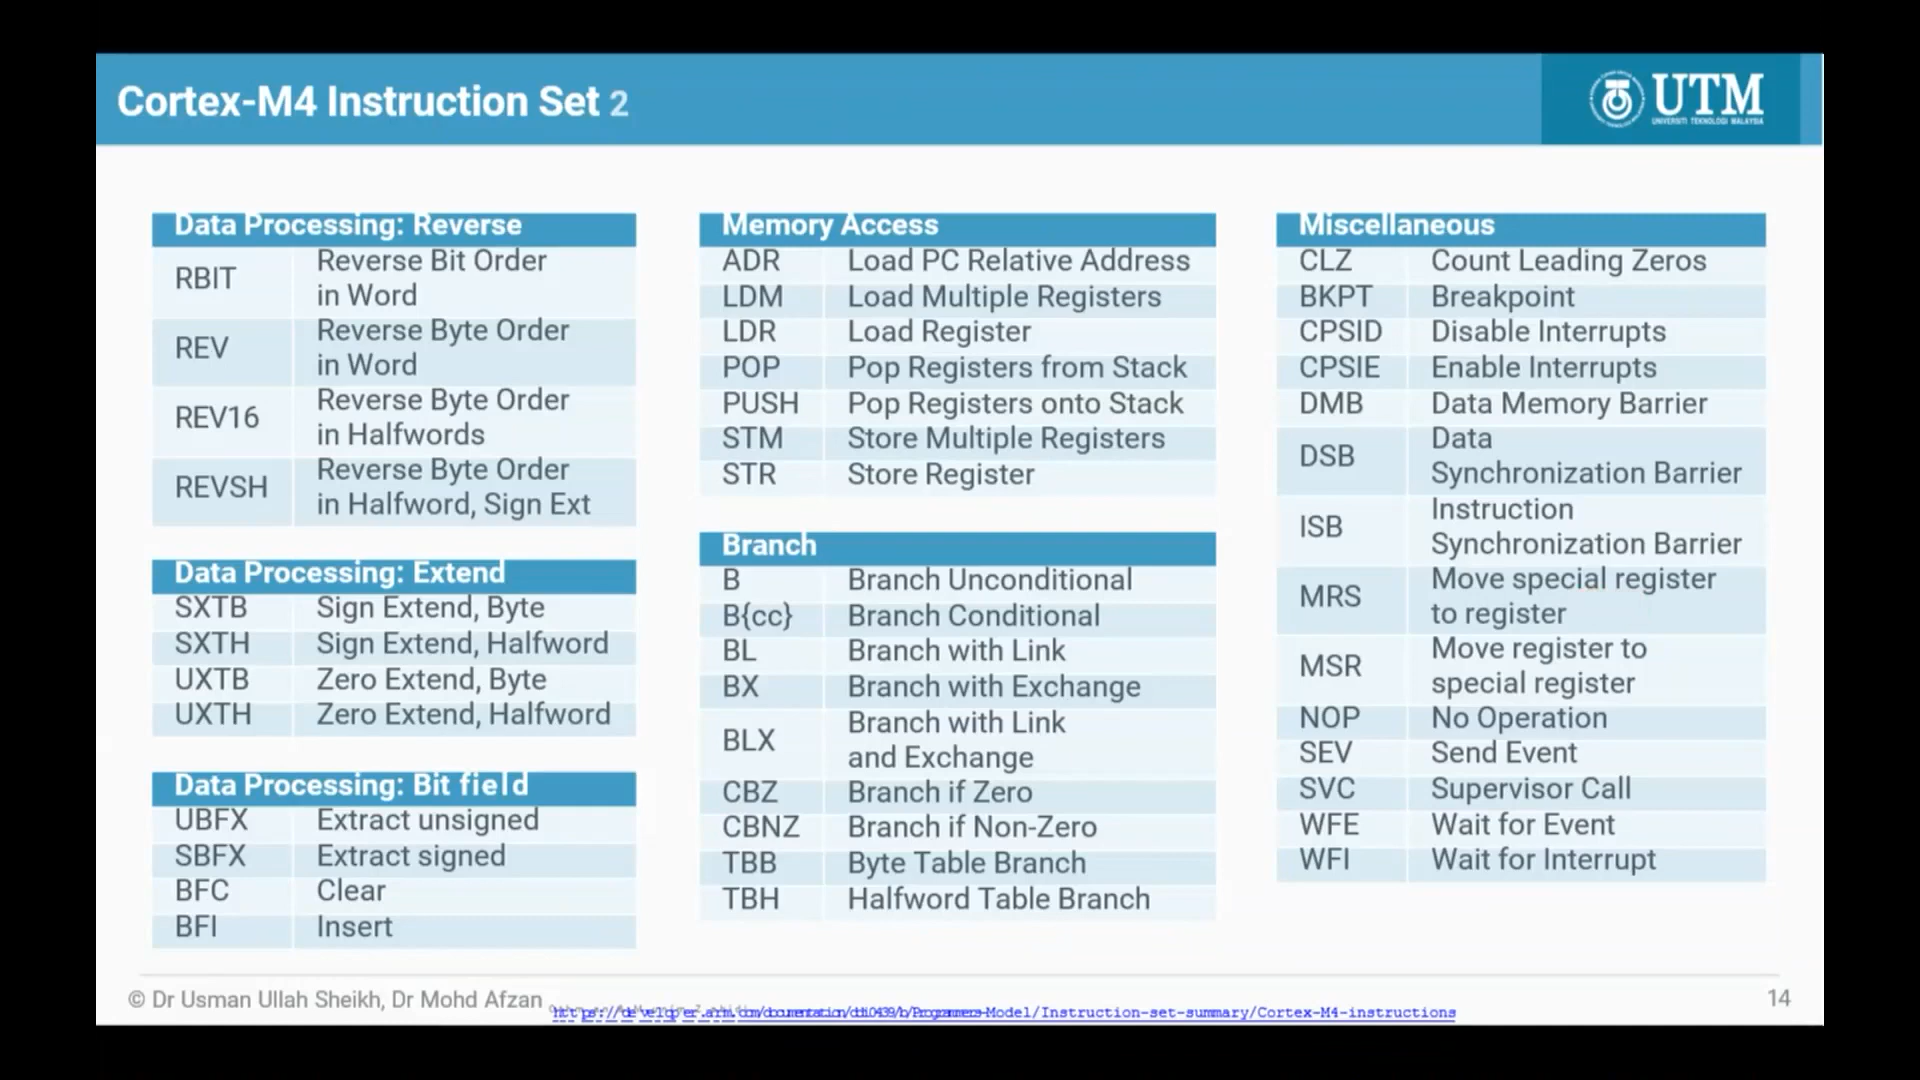 Cortex-M4 Instruction Set 2
UTM
UNIVERSITI TEKNOLOGI MALAYSIA
Data Processing: Reverse
RBIT Reverse Bit Order
in Word
REV Reverse Byte Order
in Word
REV16 Reverse Byte Order
in Halfwords
REVSH Reverse Byte Order
in Halfword, Sign Ext
Data Processing: Extend
SXTB Sign Extend, Byte
SXTH Sign Extend, Halfword
UXTB Zero Extend, Byte
UXTH Zero Extend, Halfword
Data Processing: Bit field
UBFX Extract unsigned
SBFX Extract signed
BFC Clear
BFI Insert
Memory Access
ADR Load PC Relative Address
LDM Load Multiple Registers
LDR Load Register
POP Pop Registers from Stack
PUSH Pop Registers onto Stack
STM Store Multiple Registers
STR Store Register
Branch
B Branch Unconditional
B{cc} Branch Conditional
BL Branch with Link
BX Branch with Exchange
BLX Branch with Link
and Exchange
CBZ Branch if Zero
CBNZ Branch if Non-Zero
TBB Byte Table Branch
TBH Halfword Table Branch
Miscellaneous
CLZ Count Leading Zeros
BKPT Breakpoint
CPSID Disable Interrupts
CPSIE Enable Interrupts
DMB Data Memory Barrier
DSB Data
Synchronization Barrier
ISB Instruction
Synchronization Barrier
MRS Move special register
to register
MSR Move register to
special register
NOP No Operation
SEV Send Event
SVC Supervisor Call
WFE Wait for Event
WFI Wait for Interrupt
© Dr Usman Ullah Sheikh, Dr Mohd Afzan
https://developer.arm.com/documentation/ddi0439/b/Programmers-Model/Instruction-set-summary/Cortex-M4-instructions
14